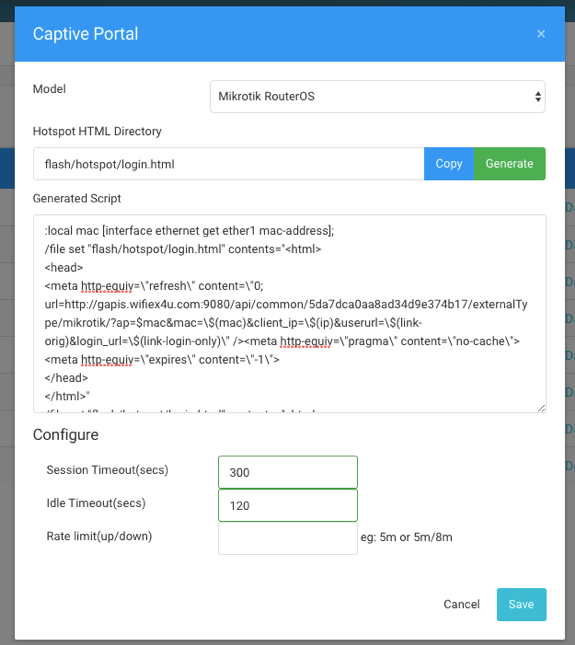 Captive Portal ×
Model
Mikrotik RouterOS
Hotspot HTML Directory
flash/hotspot/login.html Copy Generate
Generated Script
:local mac [interface ethernet get ether1 mac-address];
/file set "flash/hotspot/login.html" contents="<html>
<head>
<meta http-equiv=\"refresh\" content=\"0;
url=http://gapis.wifiex4u.com:9080/api/common/5da7dca0aa8ad34d9e374b17/externalTy
pe/mikrotik/?ap=$mac&mac=\$(mac)&client_ip=\$(ip)&userurl=\$(link-
orig)&login_url=\$(link-login-only)\" /><meta http-equiv=\"pragma\" content=\"no-cache\">
<meta http-equiv=\"expires\" content=\"-1\">
</head>
</html>"
Configure
Session Timeout(secs) 300
Idle Timeout(secs) 120
Rate limit(up/down) eg: 5m or 5m/8m
Cancel Save